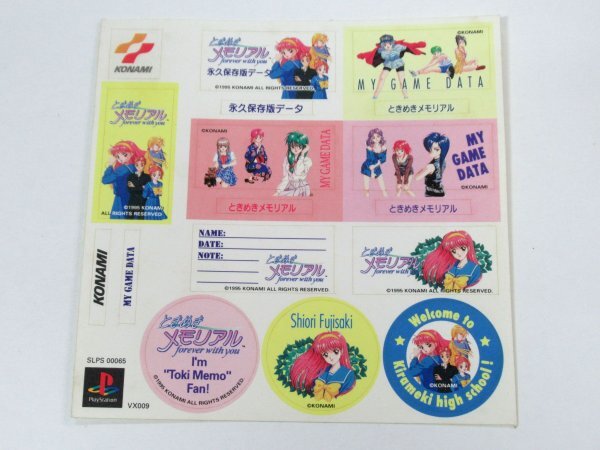 KONAMI
ときめき
メモリアル
forever with you
永久保存版データ
©1995 KONAMI ALL RIGHTS RESERVED.
永久保存版データ
©KONAMI
MY GAME DATA
ときめきメモリアル
ときめき
メモリアル
forever with you
©1995 KONAMI
ALL RIGHTS RESERVED.
©KONAMI
MY GAME DATA
ときめきメモリアル
MY
GAME
DATA
©KONAMI
ときめきメモリアル
KONAMI
MY GAME DATA
NAME:
DATE:
NOTE:
ときめき
メモリアル
forever with you
©1995 KONAMI ALL RIGHTS RESERVED.
ときめき
メモリアル
forever with you
©1995 KONAMI ALL RIGHTS RESERVED.
ときめき
メモリアル
forever with you
I'm
"Toki Memo"
Fan!
©1995 KONAMI ALL RIGHTS RESERVED.
Shiori Fujisaki
©KONAMI
Welcome to
Kirameki high school!
©KONAMI
SLPS 00065
PlayStation
VX009